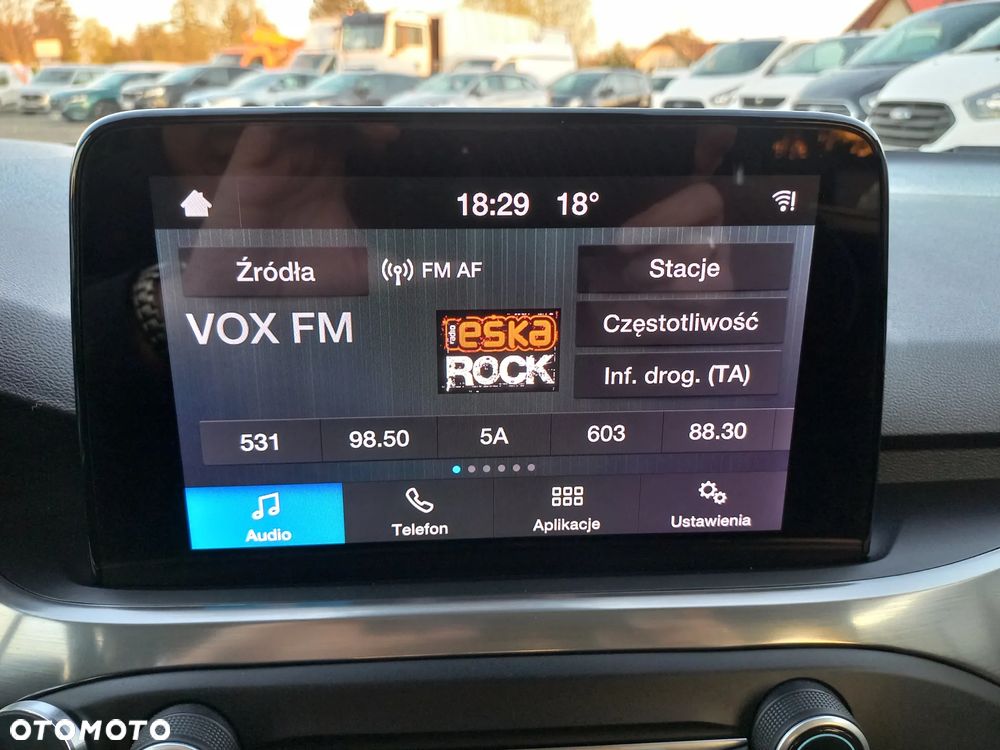 18:29 18°
Źródła
FM AF
Stacje
VOX FM
radio
eska
ROCK
Częstotliwość
Inf. drog. (TA)
531 98.50 5A 603 88.30
Audio Telefon Aplikacje Ustawienia
OTOMOTO